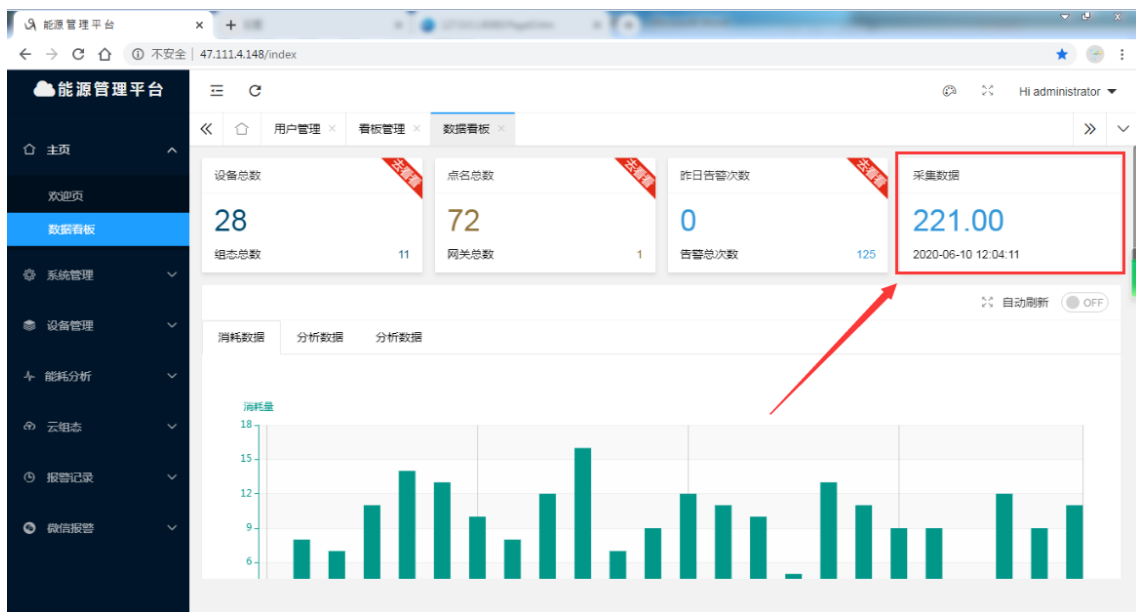 能源管理平台
不安全 | 47.111.4.148/index
能源管理平台
Hi administrator
用户管理
看板管理
数据看板
主页
欢迎页
数据看板
系统管理
设备管理
能耗分析
云组态
报警记录
微信报警
设备总数
去看看
28
组态总数 11
点名总数
去看看
72
网关总数 1
昨日告警次数
去看看
0
告警总次数 125
采集数据
221.00
2020-06-10 12:04:11
自动刷新 OFF
消耗数据 分析数据 分析数据
消耗量
18
15
12
9
6